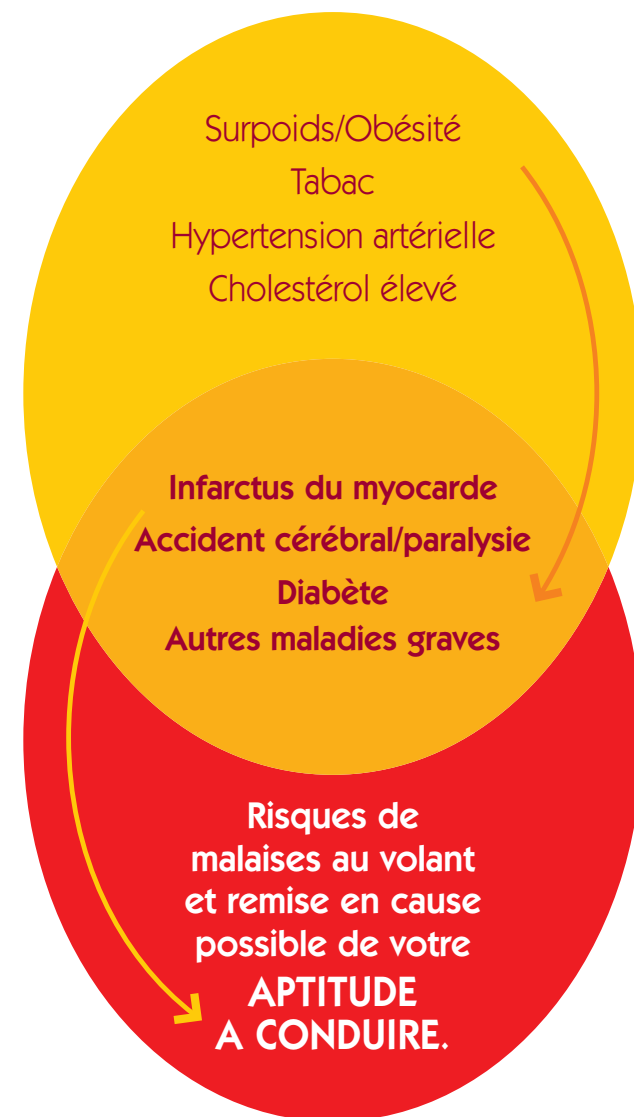 Surpoids/Obésité
Tabac
Hypertension artérielle
Cholestérol élevé
Infarctus du myocarde
Accident cérébral/paralysie
Diabète
Autres maladies graves
Risques de
malaises au volant
et remise en cause
possible de votre
APTITUDE
A CONDUIRE.